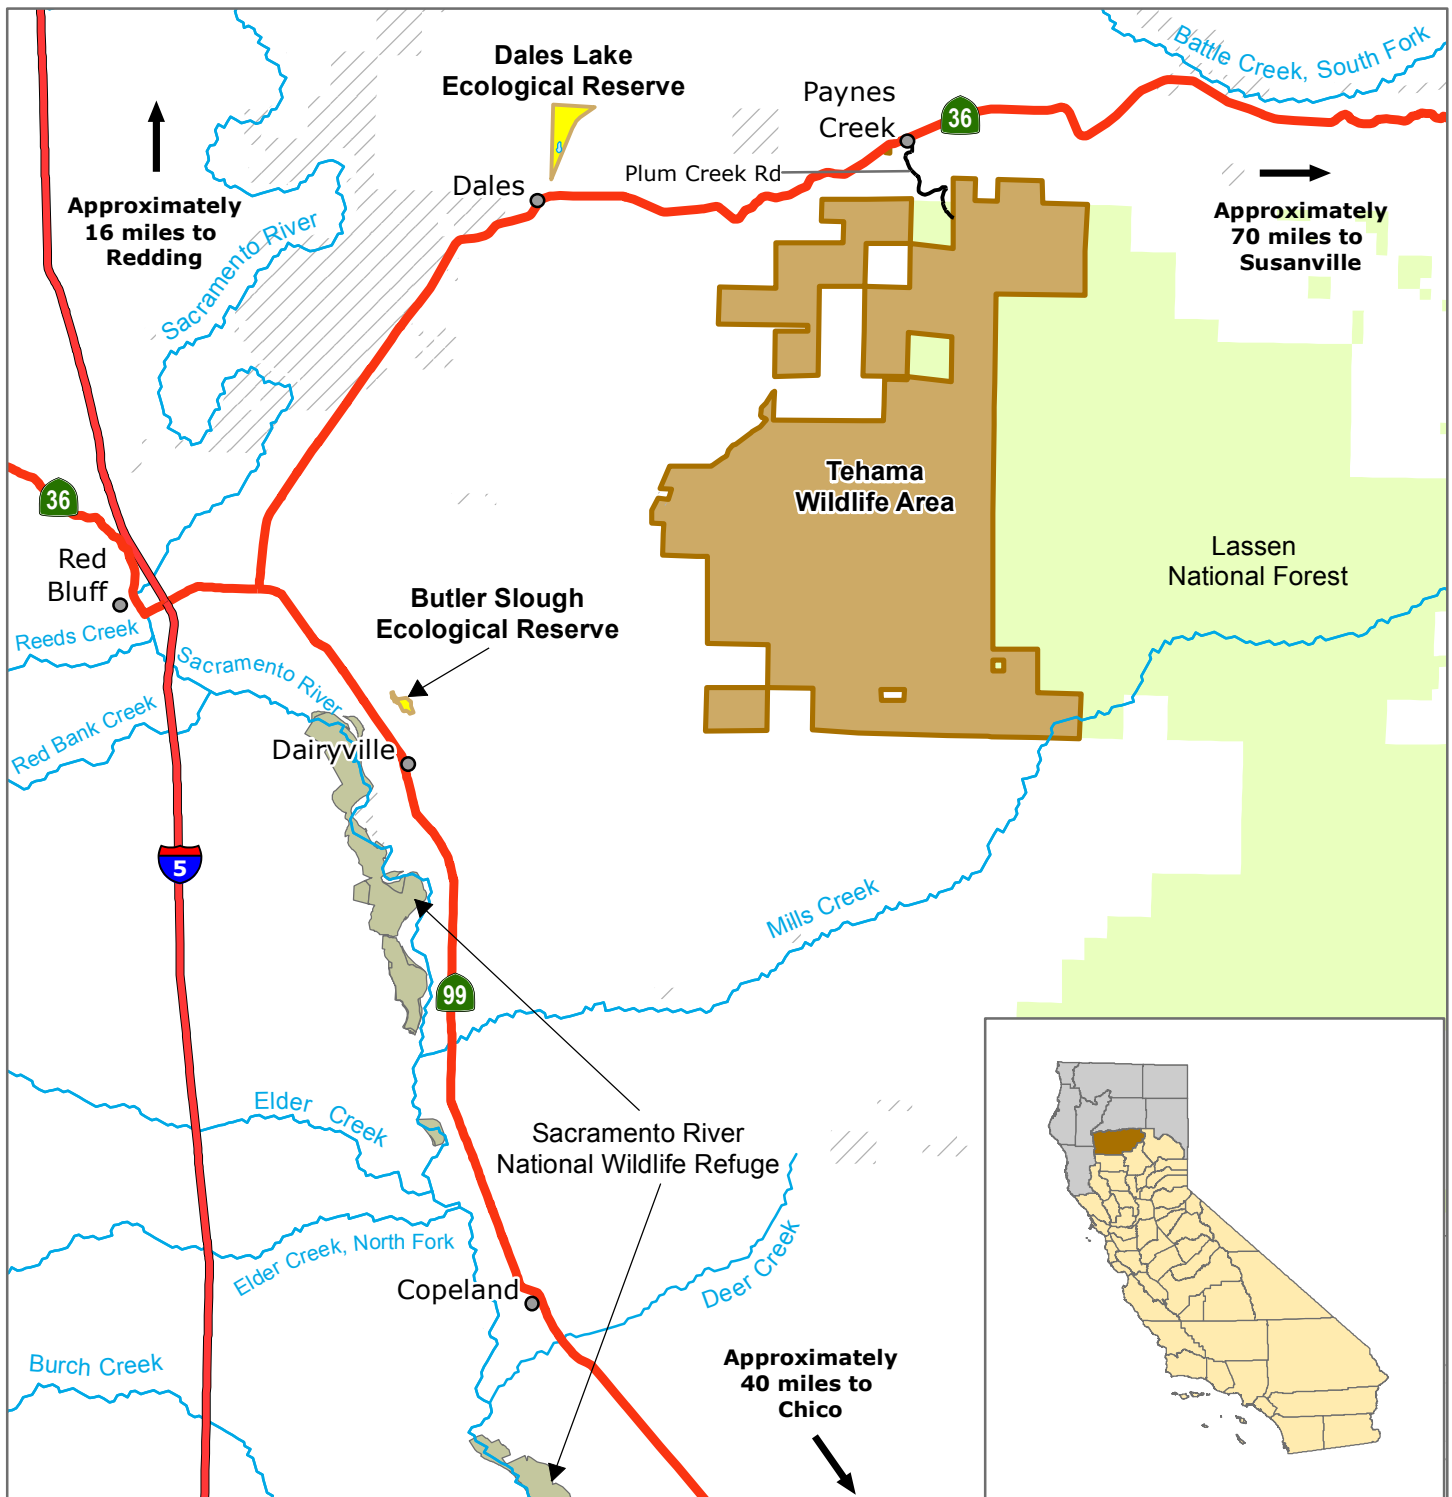 Dales Lake
Ecological Reserve
Battle Creek, South Fork
Paynes
Creek
36
Plum Creek Rd
Dales
Approximately
16 miles to
Redding
Sacramento River
Approximately
70 miles to
Susanville
Tehama
Wildlife Area
36
Red
Bluff
Lassen
National Forest
Butler Slough
Ecological Reserve
Reeds Creek
Sacramento River
Red Bank Creek
Dairyville
5
Mills Creek
99
Elder Creek
Sacramento River
National Wildlife Refuge
Elder Creek, North Fork
Deer Creek
Copeland
Burch Creek
Approximately
40 miles to
Chico